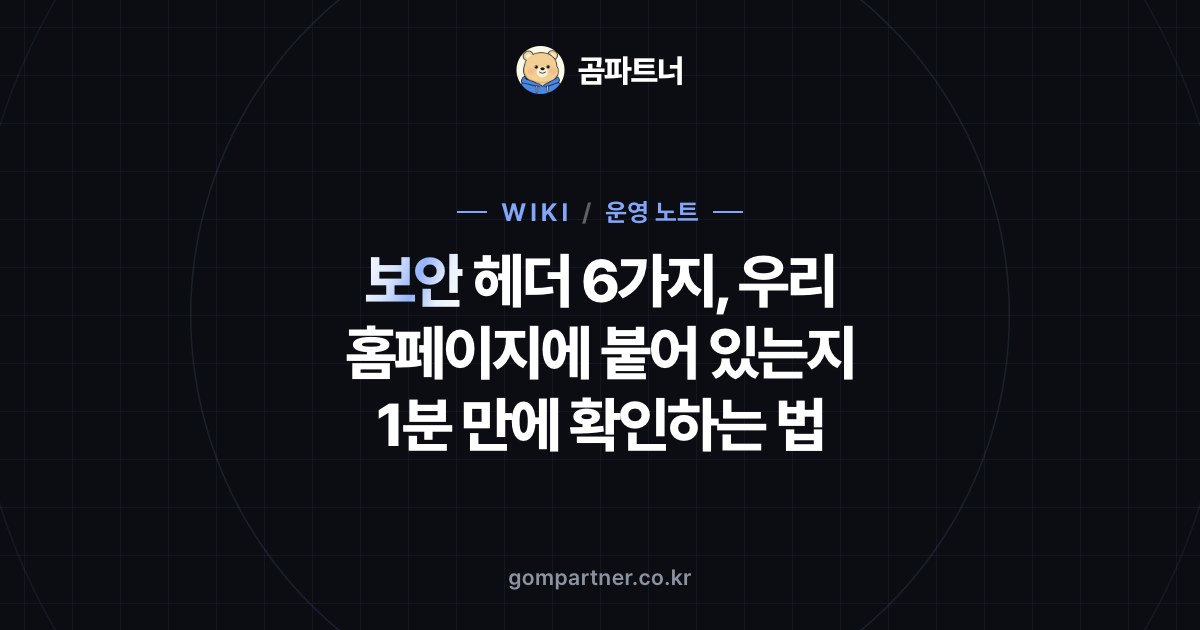 곰파트너
WIKI / 운영 노트
보안 헤더 6가지, 우리
홈페이지에 붙어 있는지
1분 만에 확인하는 법
gompartner.co.kr